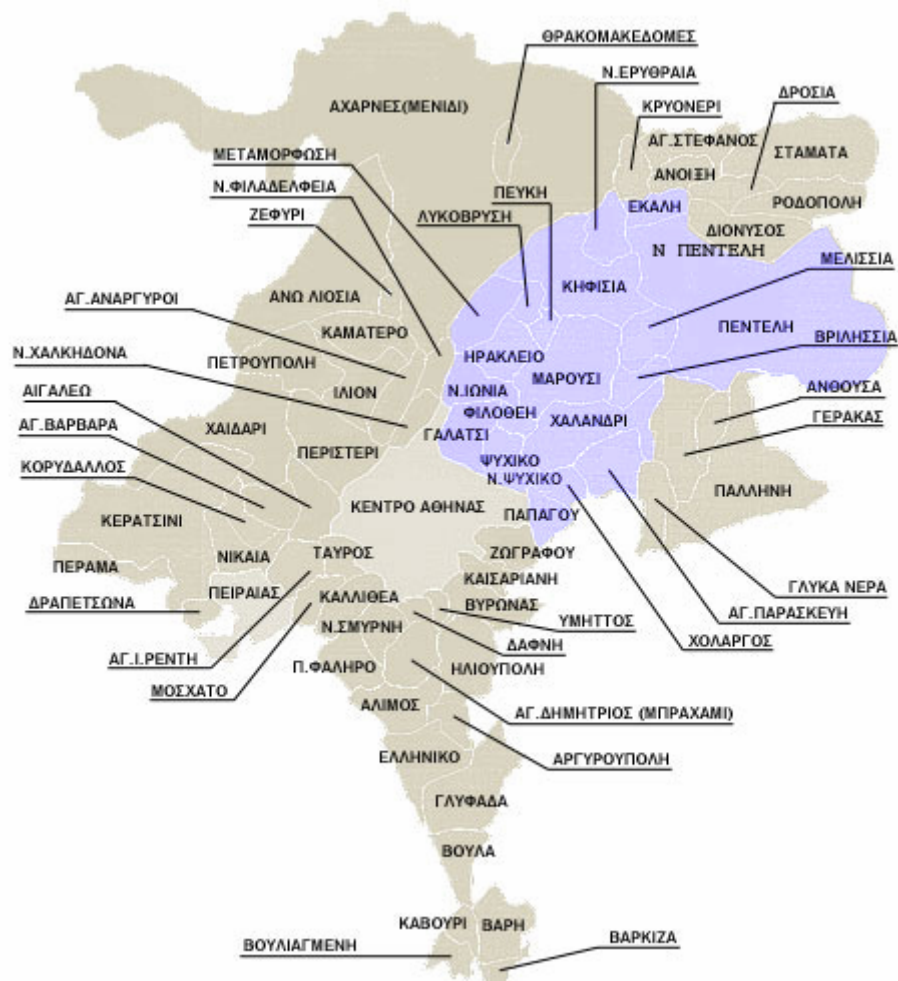 ΘΡΑΚΟΜΑΚΕΔΟΜΕΣ
Ν.ΕΡΥΘΡΑΙΑ
ΔΡΟΣΙΑ
ΚΡΥΟΝΕΡΙ
ΑΧΑΡΝΕΣ(ΜΕΝΙΔΙ)
ΑΓ.ΣΤΕΦΑΝΟΣ
ΣΤΑΜΑΤΑ
ΜΕΤΑΜΟΡΦΩΣΗ
ΑΝΟΙΞΗ
Ν.ΦΙΛΑΔΕΛΦΕΙΑ
ΠΕΥΚΗ
ΡΟΔΟΠΟΛΗ
ΕΚΑΛΗ
ΖΕΦΥΡΙ
ΛΥΚΟΒΡΥΣΗ
ΔΙΟΝΥΣΟΣ
Ν ΠΕΝΤΕΛΗ
ΜΕΛΙΣΣΙΑ
ΚΗΦΙΣΙΑ
ΑΝΩ ΛΙΟΣΙΑ
ΑΓ.ΑΝΑΡΓΥΡΟΙ
ΚΑΜΑΤΕΡΟ
ΠΕΝΤΕΛΗ
ΒΡΙΛΗΣΣΙΑ
Ν.ΧΑΛΚΗΔΟΝΑ
ΗΡΑΚΛΕΙΟ
ΠΕΤΡΟΥΠΟΛΗ
ΜΑΡΟΥΣΙ
ΑΙΓΑΛΕΩ
ΙΛΙΟΝ
Ν.ΙΩΝΙΑ
ΑΝΘΟΥΣΑ
ΦΙΛΟΘΕΗ
ΓΕΡΑΚΑΣ
ΑΓ.ΒΑΡΒΑΡΑ
ΧΑΙΔΑΡΙ
ΓΑΛΑΤΣΙ
ΧΑΛΑΝΔΡΙ
ΠΕΡΙΣΤΕΡΙ
ΚΟΡΥΔΑΛΛΟΣ
ΨΥΧΙΚΟ
Ν.ΨΥΧΙΚΟ
ΠΑΛΛΗΝΗ
ΚΕΝΤΡΟ ΑΘΗΝΑΣ
ΚΕΡΑΤΣΙΝΙ
ΠΑΠΑΓΟΥ
ΝΙΚΑΙΑ
ΤΑΥΡΟΣ
ΖΩΓΡΑΦΟΥ
ΠΕΡΑΜΑ
ΚΑΙΣΑΡΙΑΝΗ
ΠΕΙΡΑΙΑΣ
ΚΑΛΛΙΘΕΑ
ΓΛΥΚΑ ΝΕΡΑ
ΔΡΑΠΕΤΣΩΝΑ
ΒΥΡΩΝΑΣ
ΑΓ.ΠΑΡΑΣΚΕΥΗ
Ν.ΣΜΥΡΝΗ
ΥΜΗΤΤΟΣ
ΔΑΦΝΗ
ΧΟΛΑΡΓΟΣ
ΑΓ.Ι.ΡΕΝΤΗ
Π.ΦΑΛΗΡΟ
ΗΛΙΟΥΠΟΛΗ
ΜΟΣΧΑΤΟ
ΑΛΙΜΟΣ
ΑΓ.ΔΗΜΗΤΡΙΟΣ (ΜΠΡΑΧΑΜΙ)
ΕΛΛΗΝΙΚΟ
ΑΡΓΥΡΟΥΠΟΛΗ
ΓΛΥΦΑΔΑ
ΒΟΥΛΑ
ΚΑΒΟΥΡΙ
ΒΑΡΗ
ΒΟΥΛΙΑΓΜΕΝΗ
ΒΑΡΚΙΖΑ